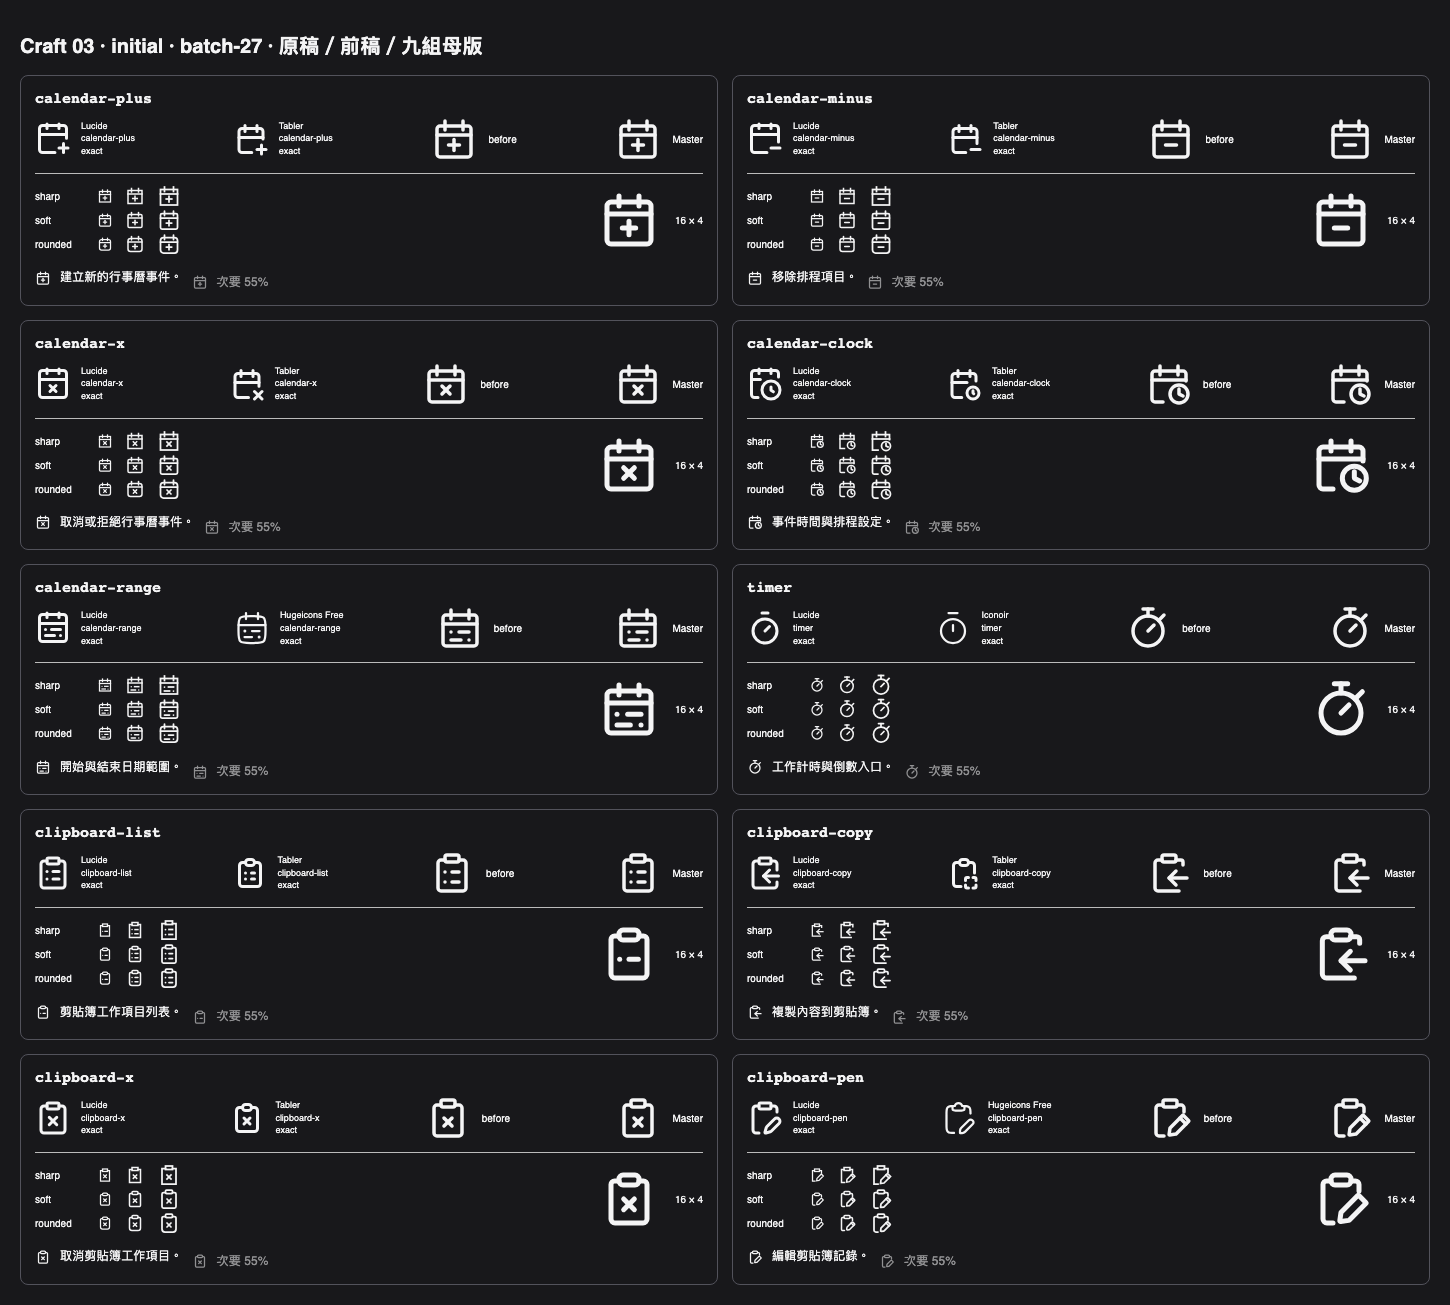 Craft 03 · initial · batch-27 · 原稿 / 前稿 / 九組母版
calendar-plus
Lucide
calendar-plus
exact
Tabler
calendar-plus
exact
before
Master
sharp
soft
rounded
16 × 4
建立新的行事曆事件。
次要 55%
calendar-minus
Lucide
calendar-minus
exact
Tabler
calendar-minus
exact
before
Master
sharp
soft
rounded
16 × 4
移除排程項目。
次要 55%
calendar-x
Lucide
calendar-x
exact
Tabler
calendar-x
exact
before
Master
sharp
soft
rounded
16 × 4
取消或拒絕行事曆事件。
次要 55%
calendar-clock
Lucide
calendar-clock
exact
Tabler
calendar-clock
exact
before
Master
sharp
soft
rounded
16 × 4
事件時間與排程設定。
次要 55%
calendar-range
Lucide
calendar-range
exact
Hugeicons Free
calendar-range
exact
before
Master
sharp
soft
rounded
16 × 4
開始與結束日期範圍。
次要 55%
timer
Lucide
timer
exact
Iconoir
timer
exact
before
Master
sharp
soft
rounded
16 × 4
工作計時與倒數入口。
次要 55%
clipboard-list
Lucide
clipboard-list
exact
Tabler
clipboard-list
exact
before
Master
sharp
soft
rounded
16 × 4
剪貼簿工作項目列表。
次要 55%
clipboard-copy
Lucide
clipboard-copy
exact
Tabler
clipboard-copy
exact
before
Master
sharp
soft
rounded
16 × 4
複製內容到剪貼簿。
次要 55%
clipboard-x
Lucide
clipboard-x
exact
Tabler
clipboard-x
exact
before
Master
sharp
soft
rounded
16 × 4
取消剪貼簿工作項目。
次要 55%
clipboard-pen
Lucide
clipboard-pen
exact
Hugeicons Free
clipboard-pen
exact
before
Master
sharp
soft
rounded
16 × 4
編輯剪貼簿記錄。
次要 55%